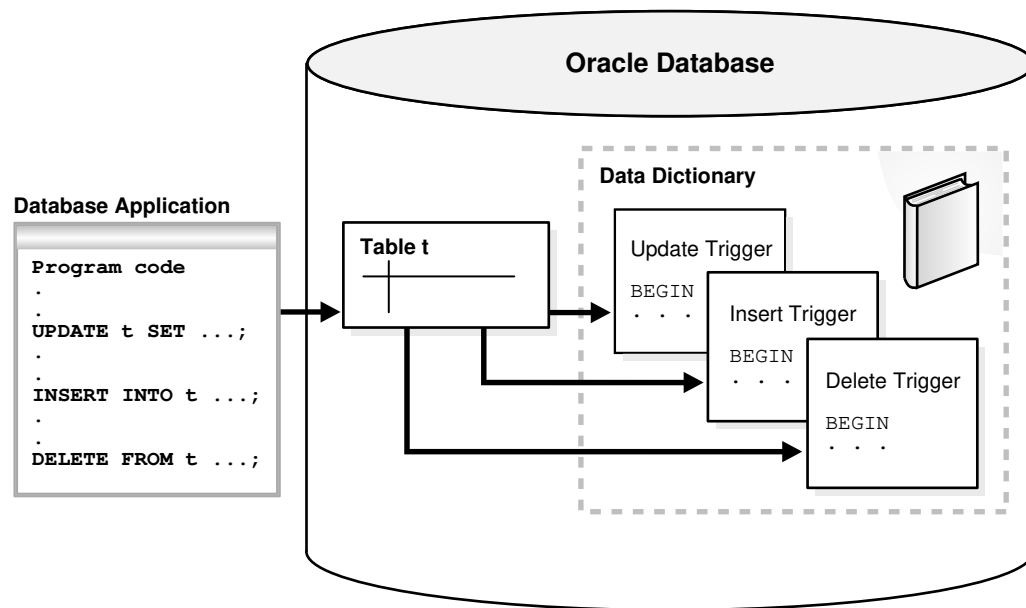 Oracle Database
Data Dictionary
Database Application
Program code
.
.
UPDATE t SET ...;
.
.
INSERT INTO t ...;
.
.
DELETE FROM t ...;
Table t
Update Trigger
BEGIN
. . .
Insert Trigger
BEGIN
. . .
Delete Trigger
BEGIN
. . .